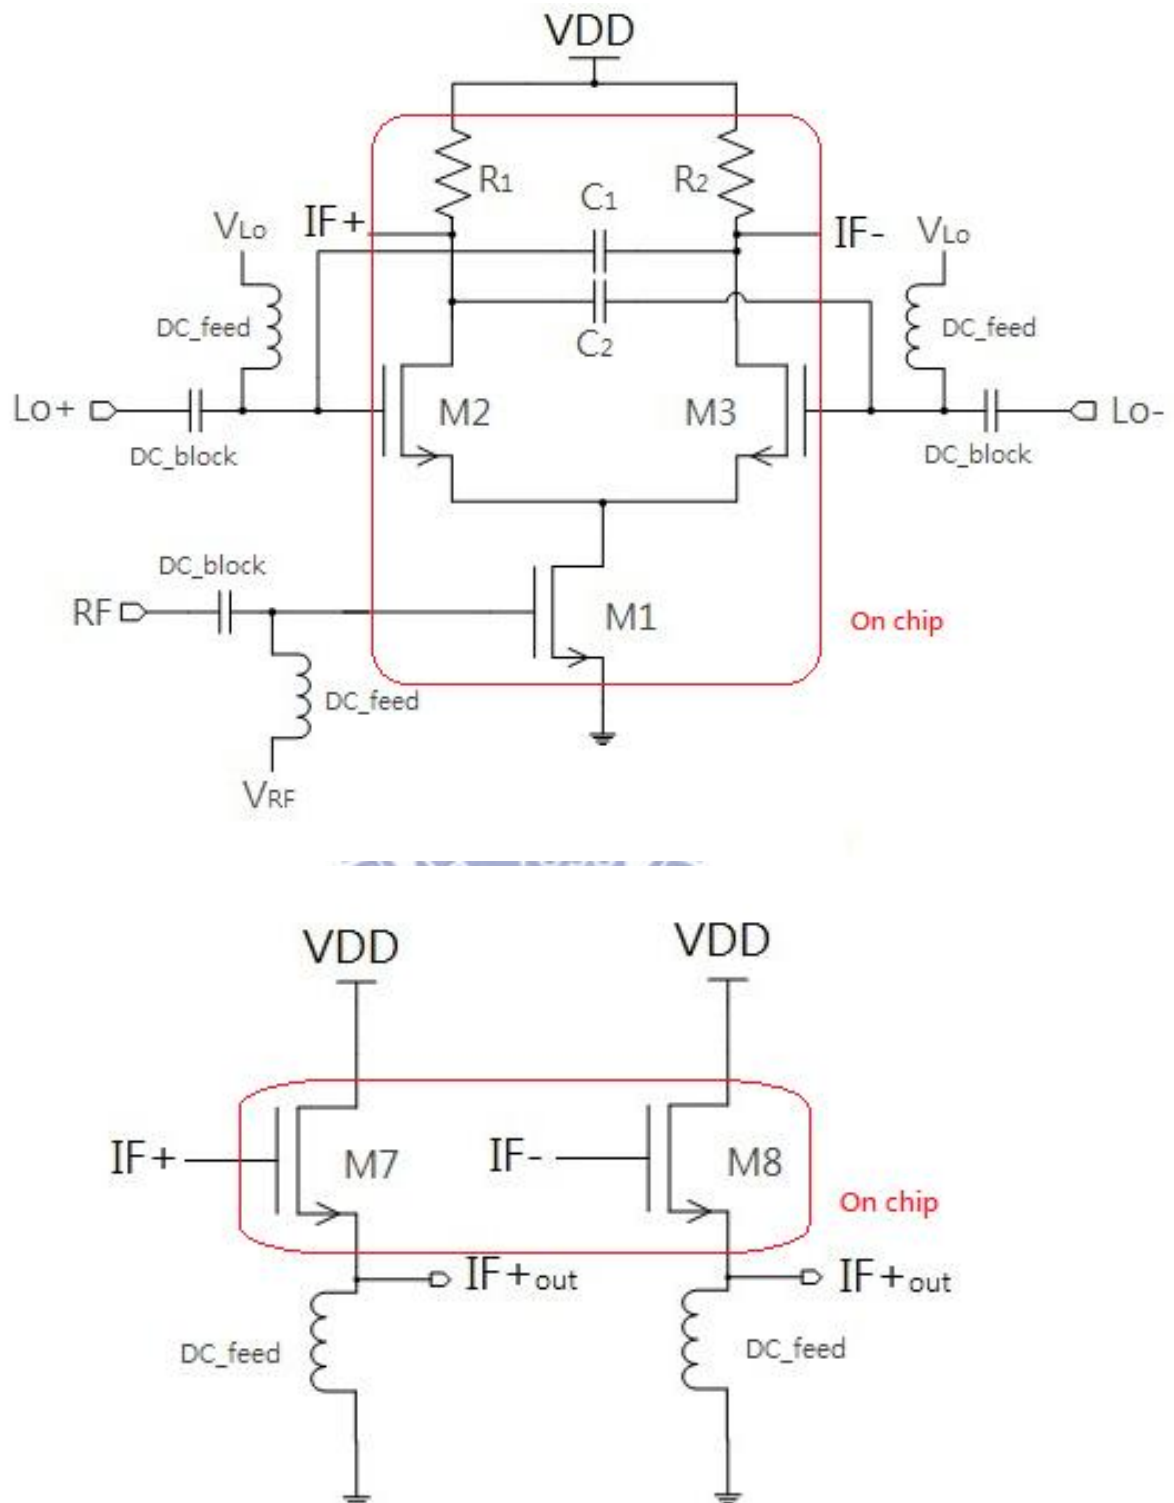 VDD
R1
R2
C1
IF+
IF-
VLo
VLo
DC_feed
DC_feed
C2
Lo+
M2
M3
Lo-
DC_block
DC_block
DC_block
RF
M1
On chip
DC_feed
VRF
VDD
VDD
IF+
M7
IF-
M8
On chip
IF+out
IF+out
DC_feed
DC_feed